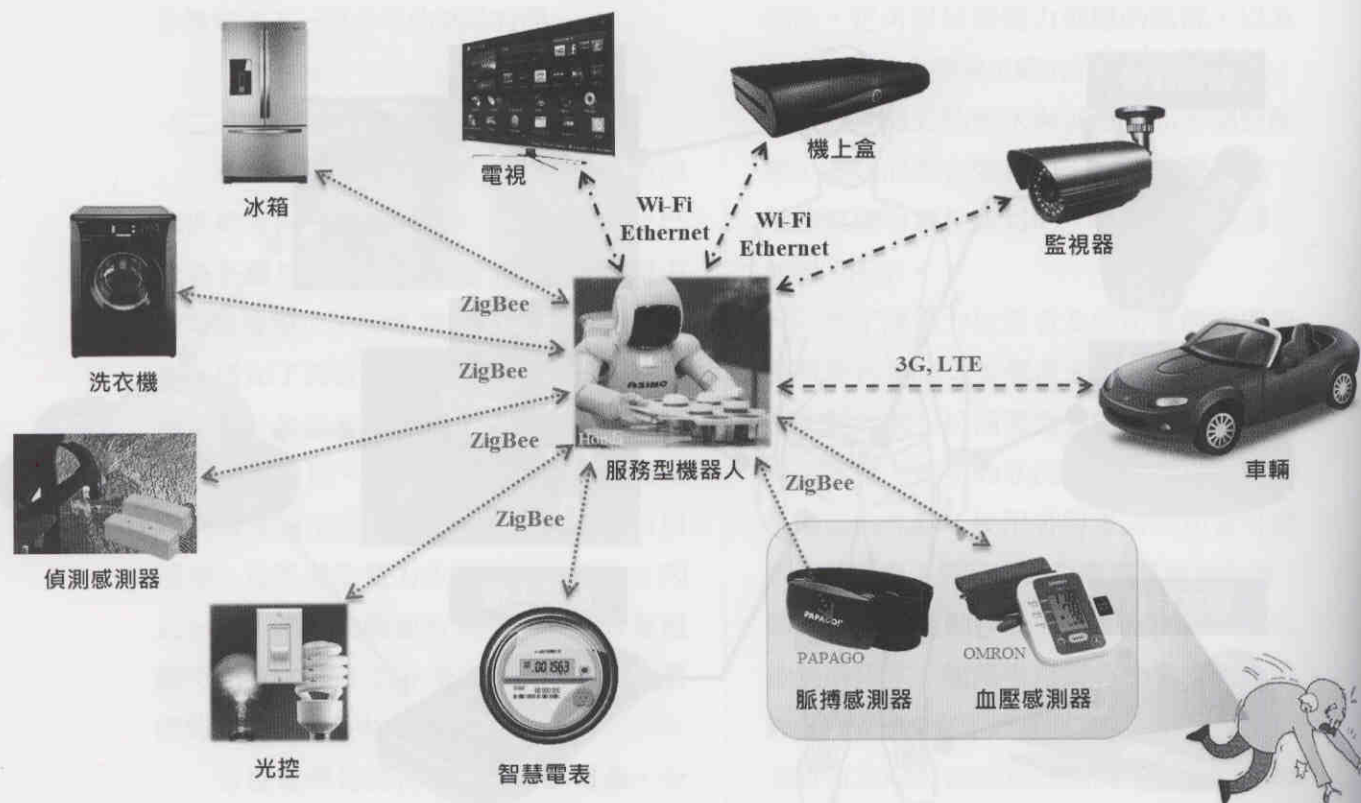 冰箱
電視
機上盒
監視器
Wi-Fi
Ethernet
Wi-Fi
Ethernet
洗衣機
ZigBee
ZigBee
ZigBee
ZigBee
ZigBee
ASIMO
服務型機器人
3G, LTE
車輛
偵測感測器
光控
001563
智慧電表
PAPAGO!
PAPAGO
脈搏感測器
OMRON
血壓感測器